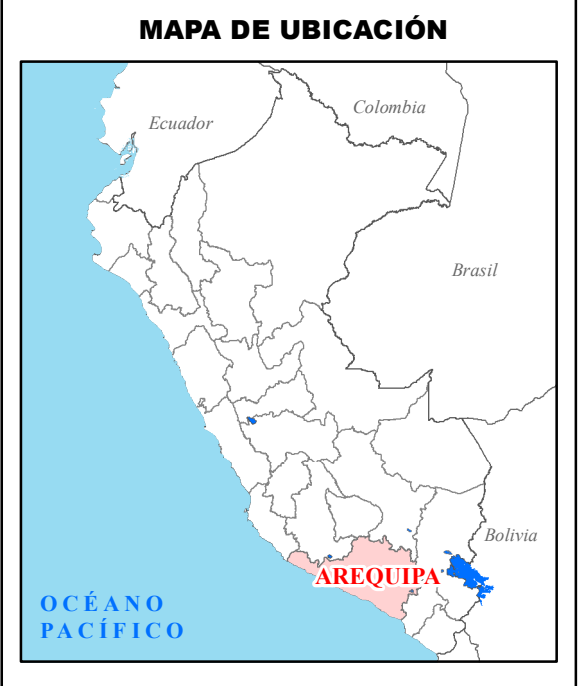 MAPA DE UBICACIÓN
Colombia
Ecuador
Brasil
Bolivia
AREQUIPA
OCÉANO
PACÍFICO